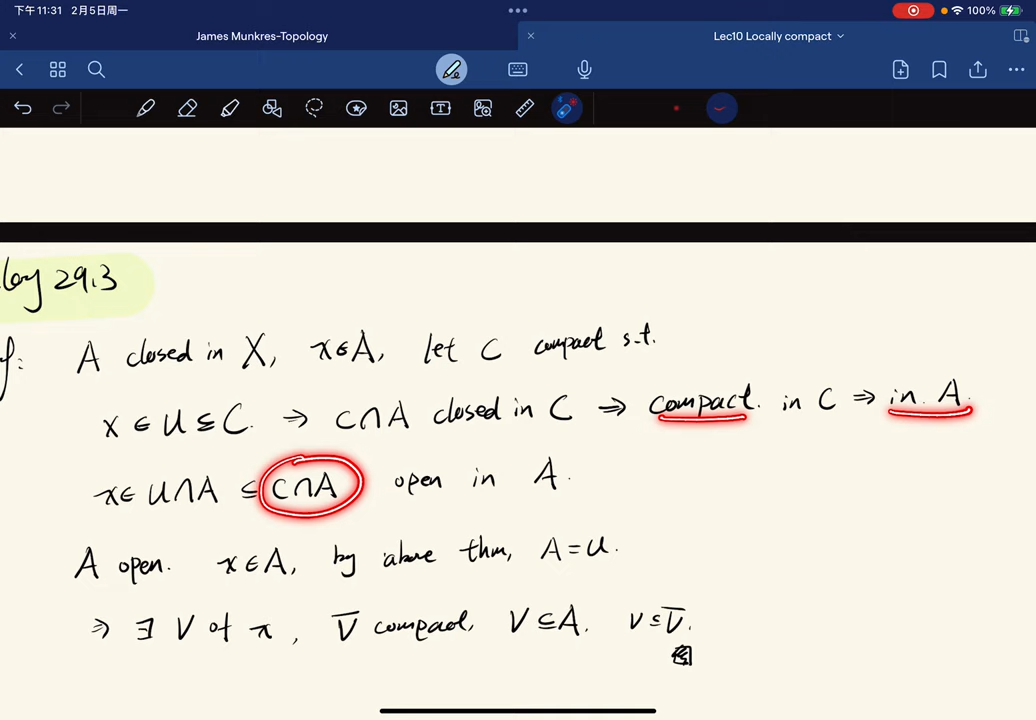 下午11:31 2月5日周一
100%
James Munkres-Topology
Lec10 Locally compact
29.3
f: A closed in X, x∈A, let C compact s.t.
x ∈ U ⊆ C. ⇒ C∩A closed in C ⇒ compact. in C ⇒ in A.
x∈ U∩A ⊆ C∩A open in A.
A open. x∈A, by above thm, A=U.
⇒ ∃ V of x, V̅ compact, V⊆A. V⊆V̅.